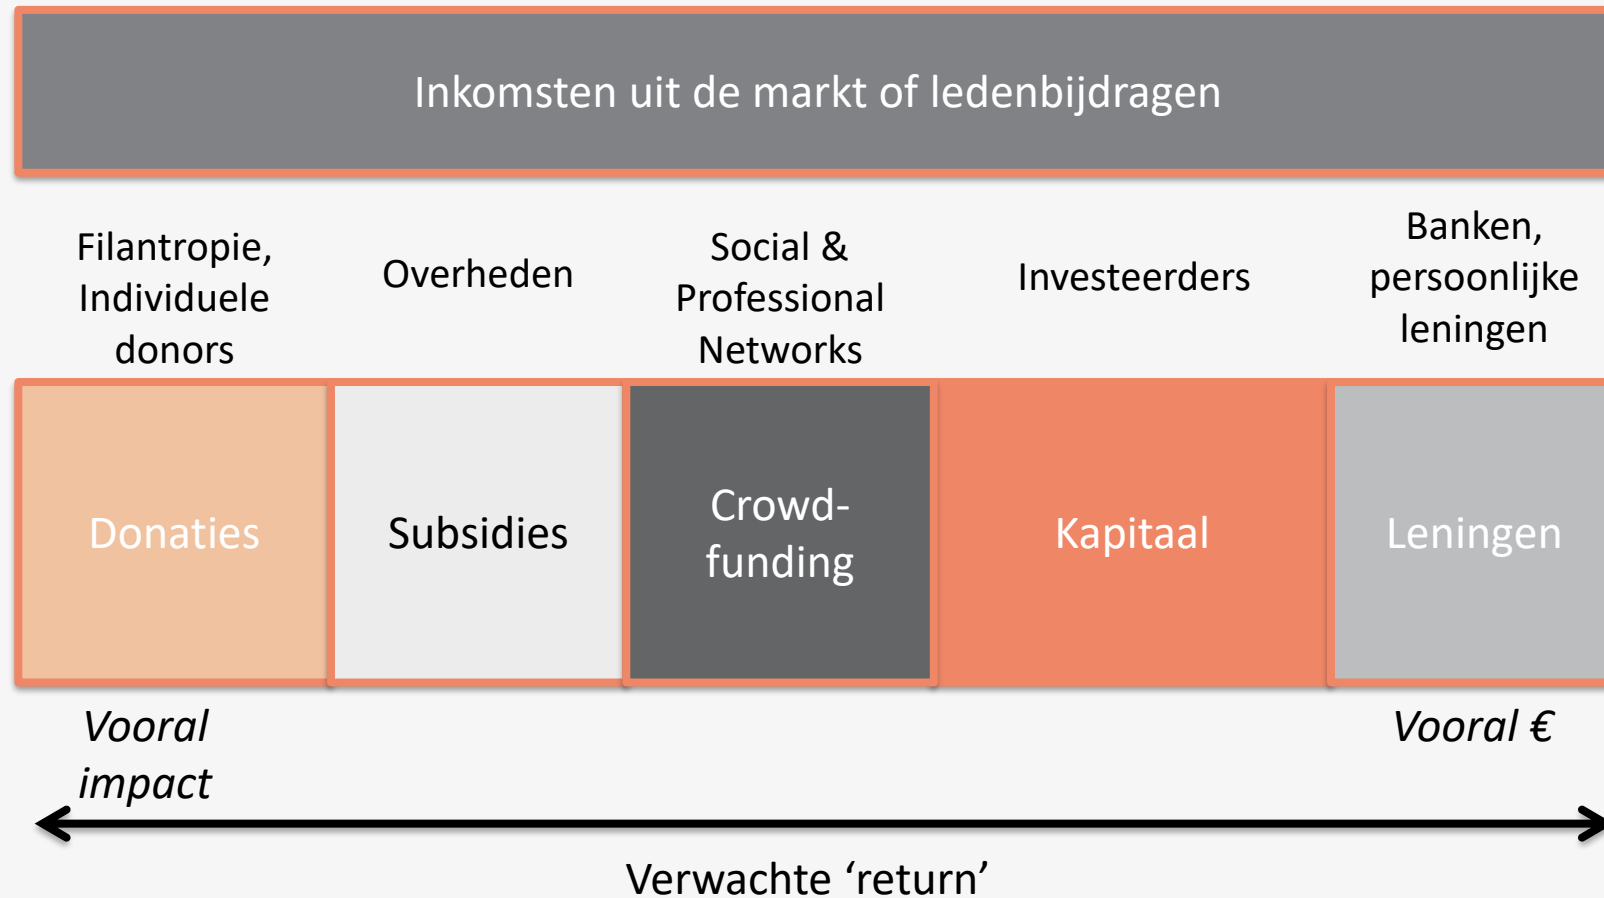 Inkomsten uit de markt of ledenbijdragen
Filantropie,
Individuele
donors
Overheden
Social &
Professional
Networks
Investeerders
Banken,
persoonlijke
leningen
Donaties
Subsidies
Crowd-
funding
Kapitaal
Leningen
Vooral
impact
Vooral €
Verwachte ‘return’